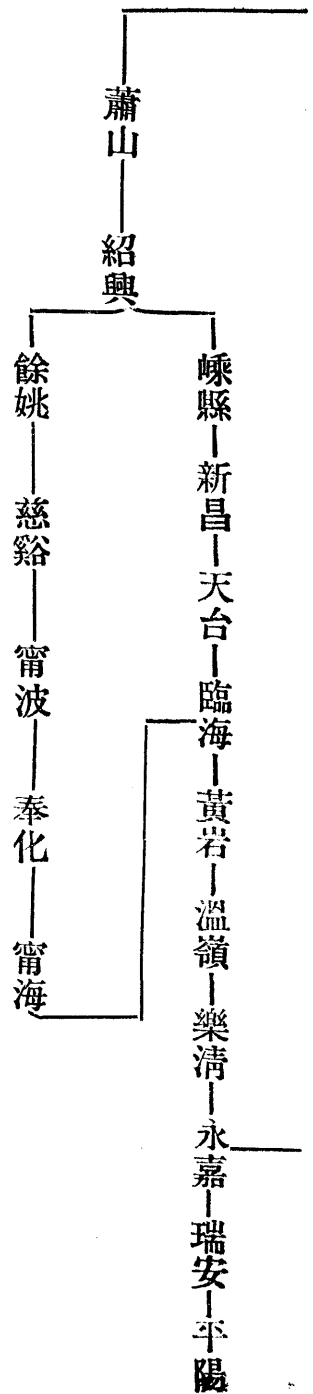 蕭山
紹興
嵊縣
新昌
天台
臨海
黃岩
溫嶺
樂淸
永嘉
瑞安
平陽
餘姚
慈谿
甯波
奉化
甯海